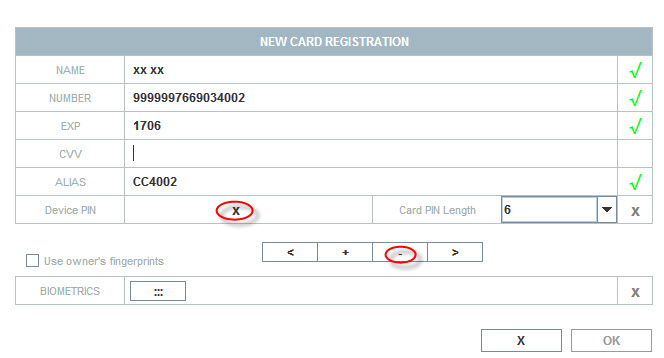 NEW CARD REGISTRATION
NAME xx xx √
NUMBER 9999997669034002 √
EXP 1706 √
CVV
ALIAS CC4002 √
Device PIN X Card PIN Length 6 X
< + - >
Use owner's fingerprints
BIOMETRICS ::: X
X OK